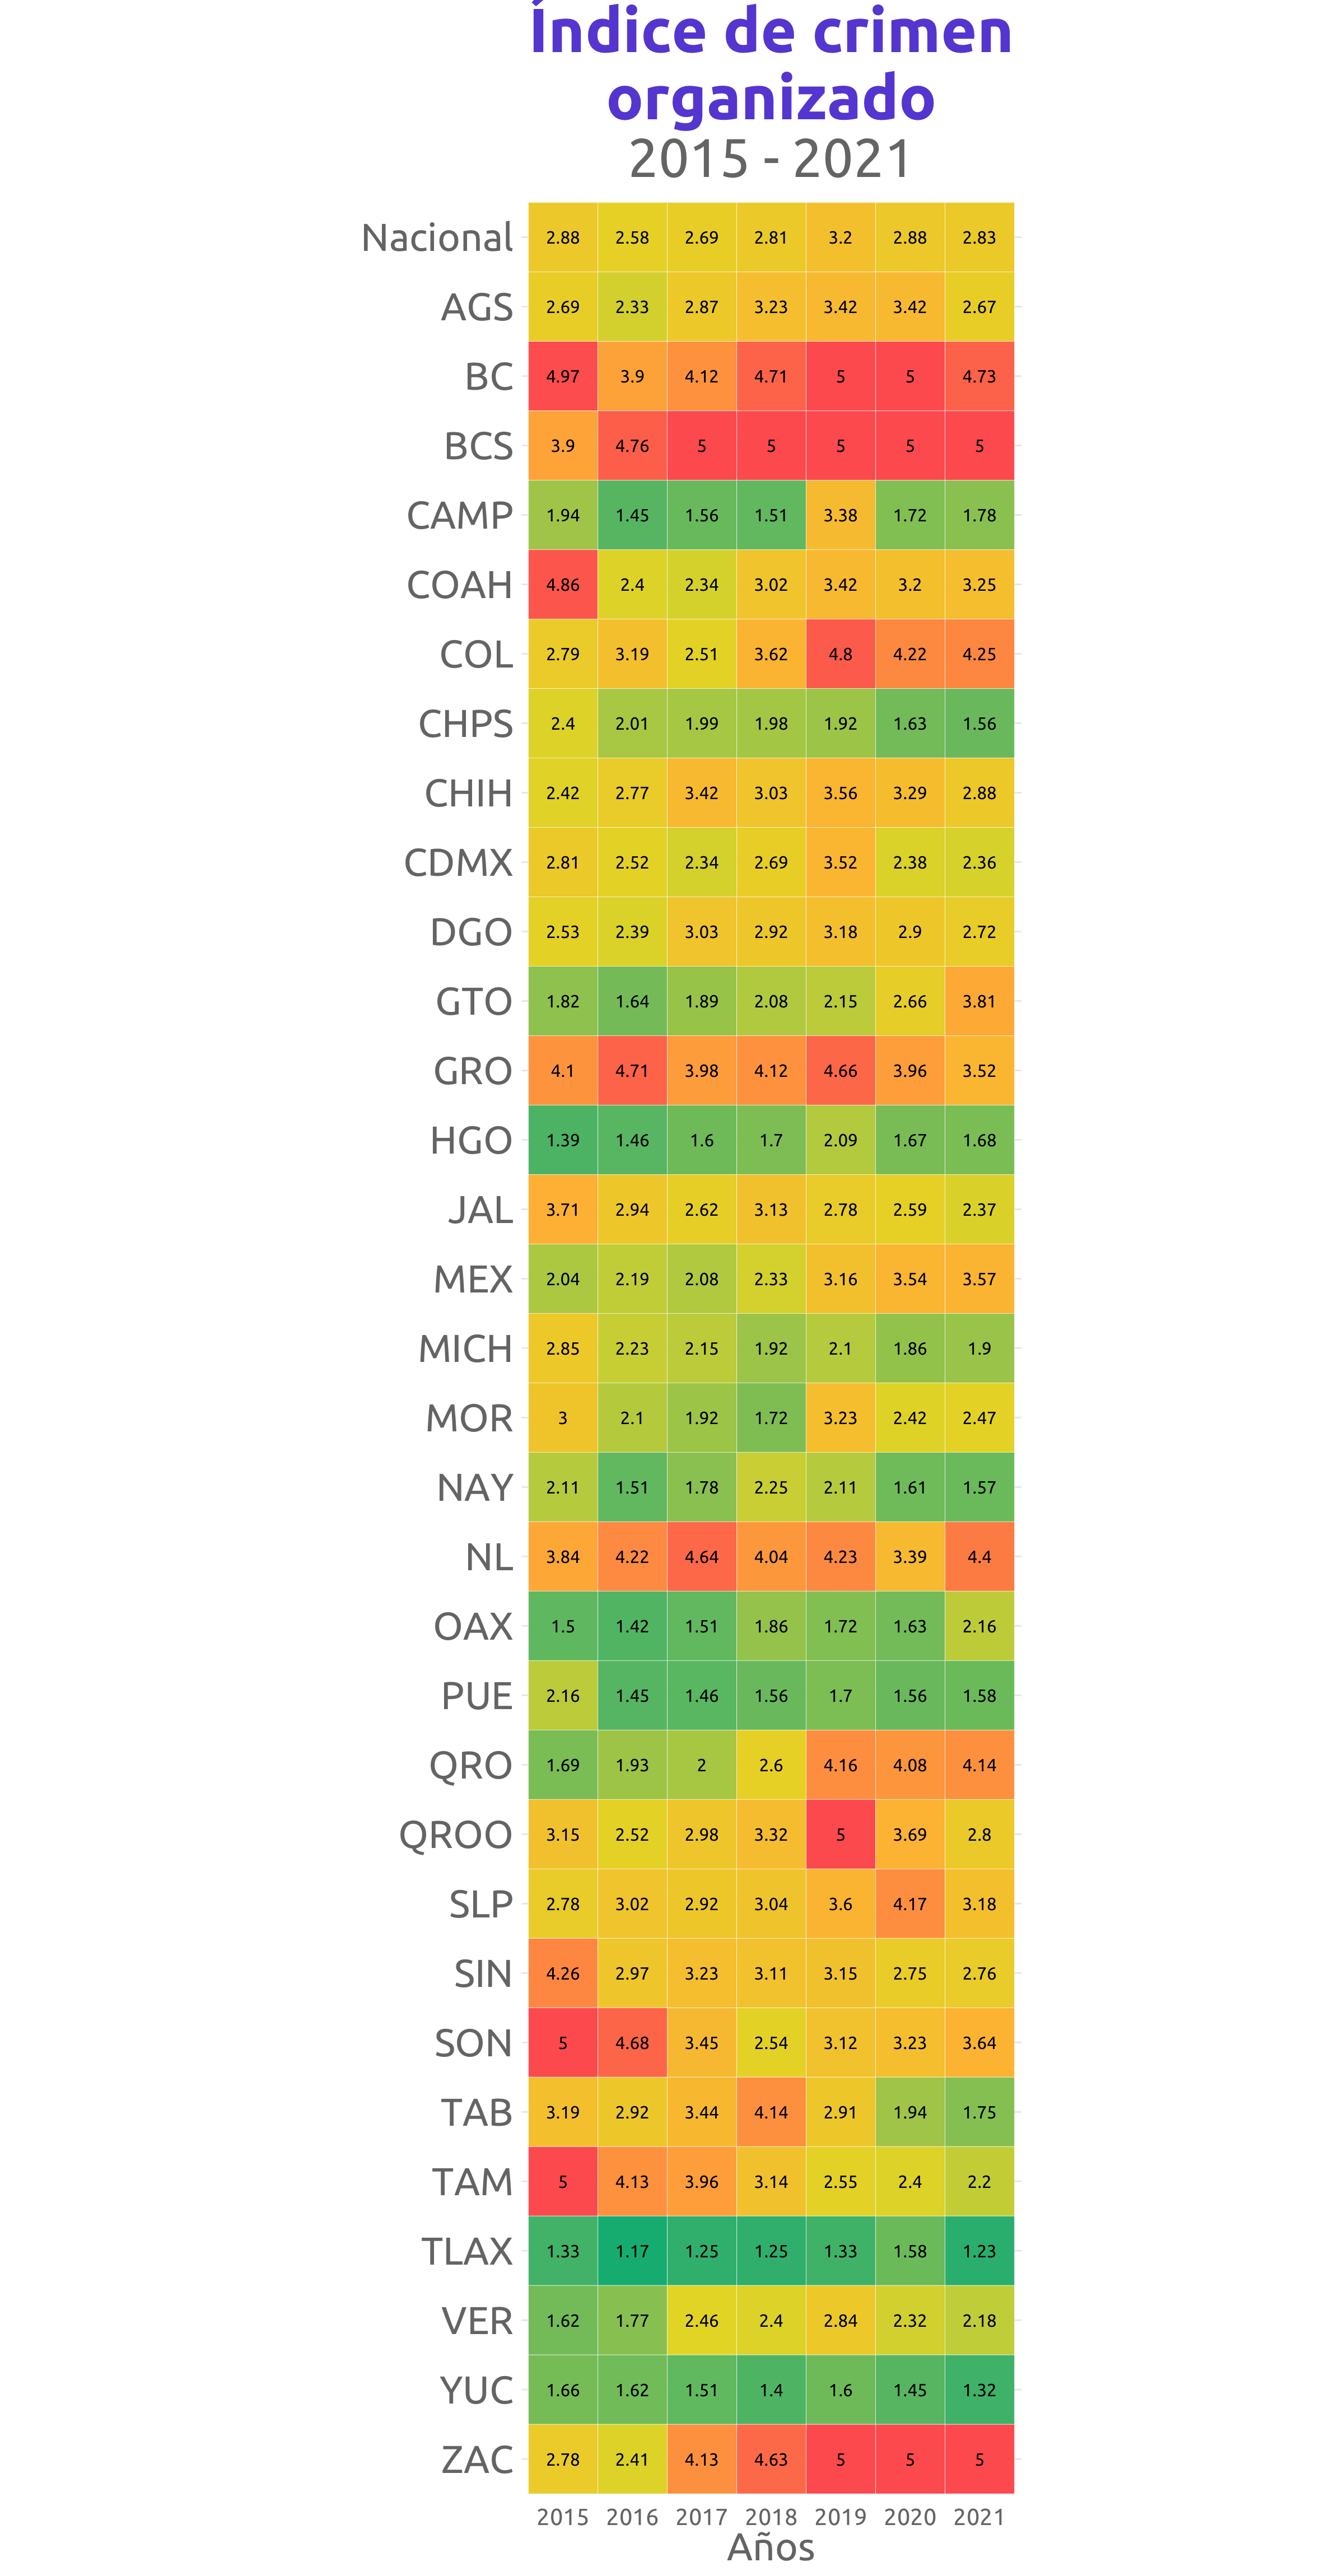 Índice de crimen
organizado
2015 - 2021
Nacional 2.88 2.58 2.69 2.81 3.2 2.88 2.83
AGS 2.69 2.33 2.87 3.23 3.42 3.42 2.67
BC 4.97 3.9 4.12 4.71 5 5 4.73
BCS 3.9 4.76 5 5 5 5 5
CAMP 1.94 1.45 1.56 1.51 3.38 1.72 1.78
COAH 4.86 2.4 2.34 3.02 3.42 3.2 3.25
COL 2.79 3.19 2.51 3.62 4.8 4.22 4.25
CHPS 2.4 2.01 1.99 1.98 1.92 1.63 1.56
CHIH 2.42 2.77 3.42 3.03 3.56 3.29 2.88
CDMX 2.81 2.52 2.34 2.69 3.52 2.38 2.36
DGO 2.53 2.39 3.03 2.92 3.18 2.9 2.72
GTO 1.82 1.64 1.89 2.08 2.15 2.66 3.81
GRO 4.1 4.71 3.98 4.12 4.66 3.96 3.52
HGO 1.39 1.46 1.6 1.7 2.09 1.67 1.68
JAL 3.71 2.94 2.62 3.13 2.78 2.59 2.37
MEX 2.04 2.19 2.08 2.33 3.16 3.54 3.57
MICH 2.85 2.23 2.15 1.92 2.1 1.86 1.9
MOR 3 2.1 1.92 1.72 3.23 2.42 2.47
NAY 2.11 1.51 1.78 2.25 2.11 1.61 1.57
NL 3.84 4.22 4.64 4.04 4.23 3.39 4.4
OAX 1.5 1.42 1.51 1.86 1.72 1.63 2.16
PUE 2.16 1.45 1.46 1.56 1.7 1.56 1.58
QRO 1.69 1.93 2 2.6 4.16 4.08 4.14
QROO 3.15 2.52 2.98 3.32 5 3.69 2.8
SLP 2.78 3.02 2.92 3.04 3.6 4.17 3.18
SIN 4.26 2.97 3.23 3.11 3.15 2.75 2.76
SON 5 4.68 3.45 2.54 3.12 3.23 3.64
TAB 3.19 2.92 3.44 4.14 2.91 1.94 1.75
TAM 5 4.13 3.96 3.14 2.55 2.4 2.2
TLAX 1.33 1.17 1.25 1.25 1.33 1.58 1.23
VER 1.62 1.77 2.46 2.4 2.84 2.32 2.18
YUC 1.66 1.62 1.51 1.4 1.6 1.45 1.32
ZAC 2.78 2.41 4.13 4.63 5 5 5
2015 2016 2017 2018 2019 2020 2021
Años